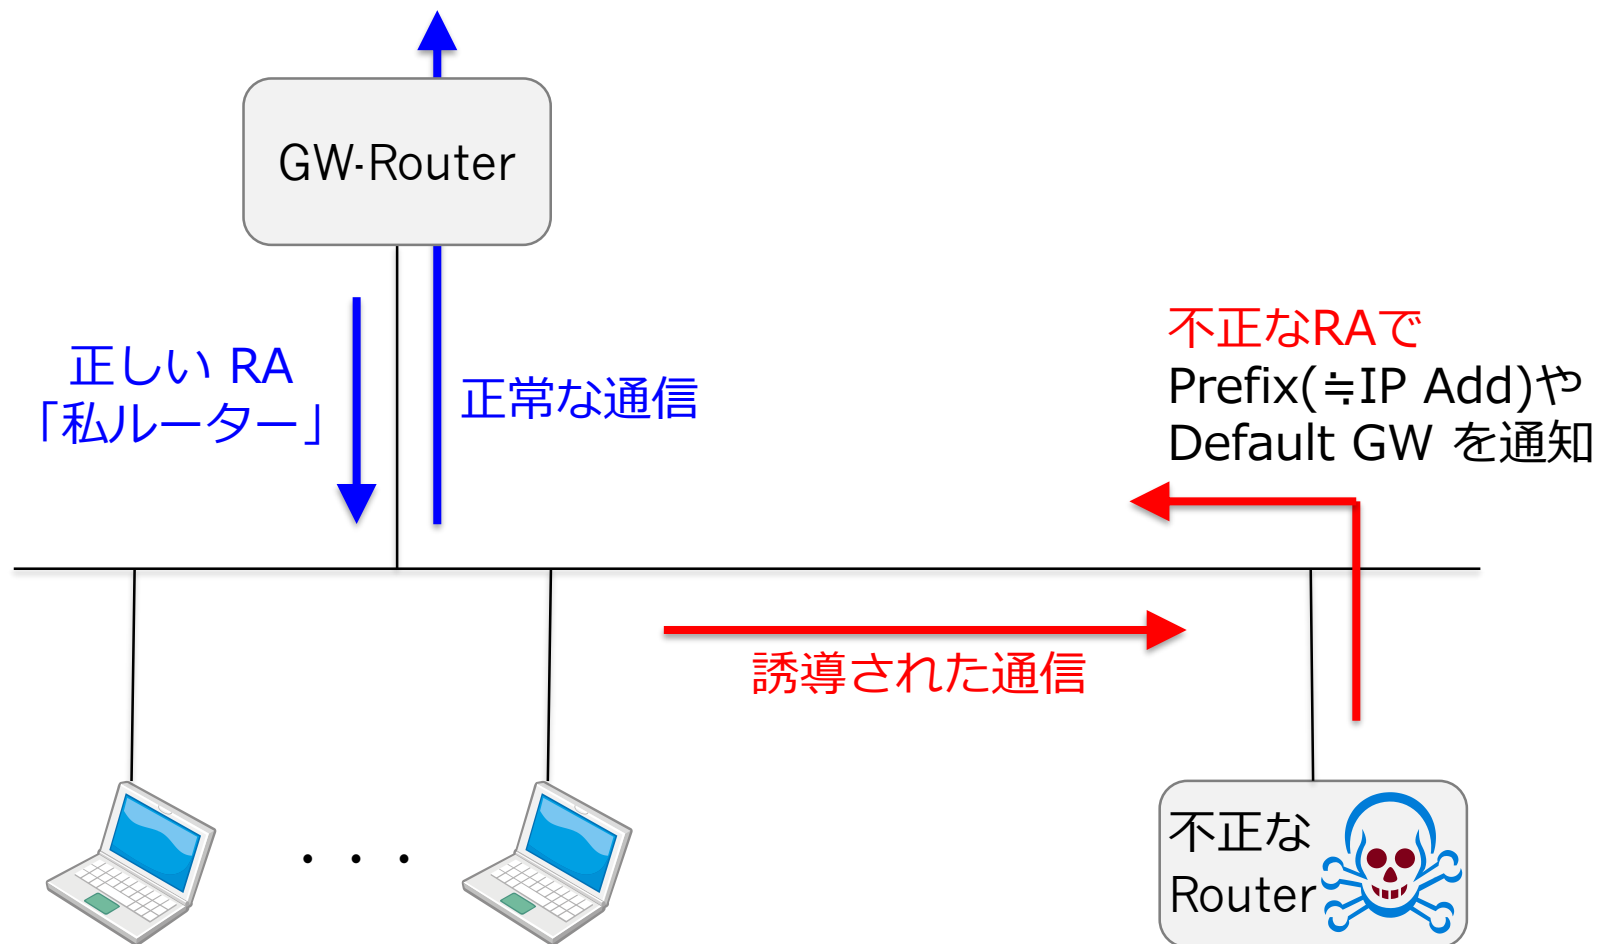 GW-Router
正しい RA
「私ルーター」
正常な通信
不正なRAで
Prefix(≒IP Add)や
Default GW を通知
誘導された通信
・・・
不正な
Router